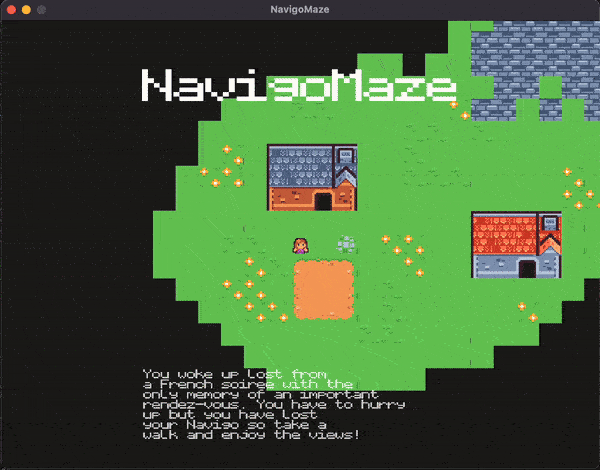 NavigoMaze
NavigoMaze
You woke up lost from
a French soiree with the
only memory of an important
rendez-vous. You have to hurry
up but you have lost
your Navigo so take a
walk and enjoy the views!